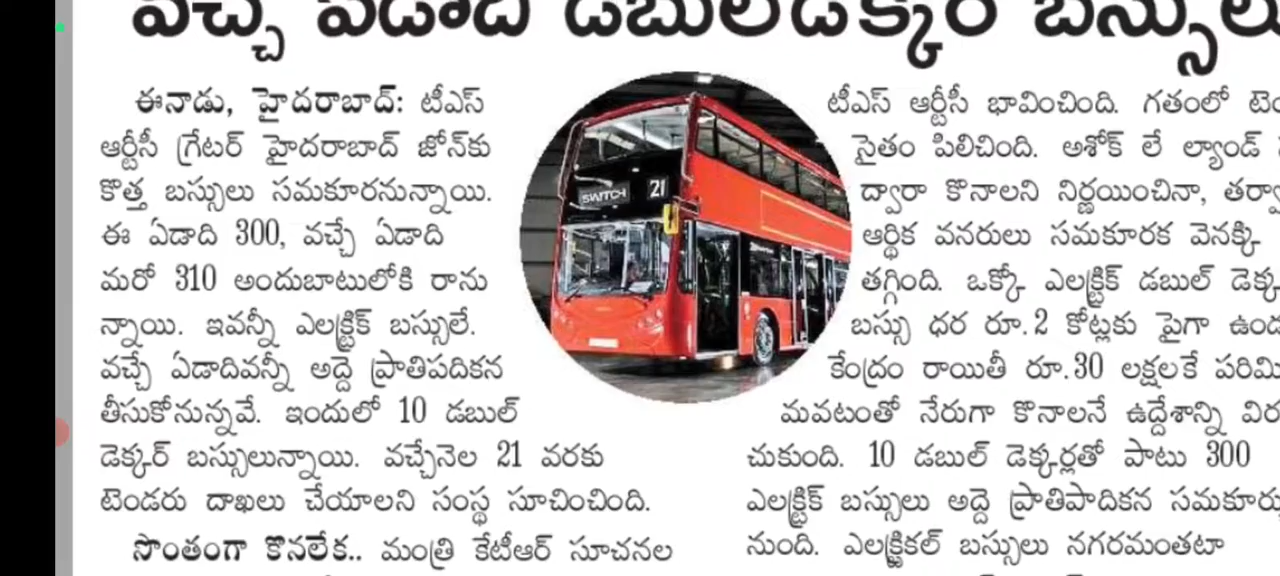 వచ్చే ఏడాది డబుల్‌డెక్కర్ బస్సులు
ఈనాడు, హైదరాబాద్: టీఎస్
ఆర్టీసీ గ్రేటర్ హైదరాబాద్ జోన్‌కు
కొత్త బస్సులు సమకూరనున్నాయి.
ఈ ఏడాది 300, వచ్చే ఏడాది
మరో 310 అందుబాటులోకి రాను
న్నాయి. ఇవన్నీ ఎలక్ట్రిక్ బస్సులే.
వచ్చే ఏడాదివన్నీ అద్దె ప్రాతిపదికన
తీసుకోనున్నవే. ఇందులో 10 డబుల్
డెక్కర్ బస్సులున్నాయి. వచ్చేనెల 21 వరకు
టెండరు దాఖలు చేయాలని సంస్థ సూచించింది.
సొంతంగా కొనలేక.. మంత్రి కేటీఆర్ సూచనల
SWITCH 21
టీఎస్ ఆర్టీసీ భావించింది. గతంలో
సైతం పిలిచింది. అశోక్ లే ల్యాండ్
ద్వారా కొనాలని నిర్ణయించినా,
ఆర్థిక వనరులు సమకూరక వెనక్కి
తగ్గింది. ఒక్కో ఎలక్ట్రిక్ డబుల్
బస్సు ధర రూ.2 కోట్లకు పైగా
కేంద్రం రాయితీ రూ.30 లక్షలకే
మవటంతో నేరుగా కొనాలనే ఉద్దేశాన్ని
చుకుంది. 10 డబుల్ డెక్కర్లతో పాటు 300
ఎలక్ట్రిక్ బస్సులు అద్దె ప్రాతిపాదికన
నుంది. ఎలక్ట్రికల్ బస్సులు నగరమంతటా